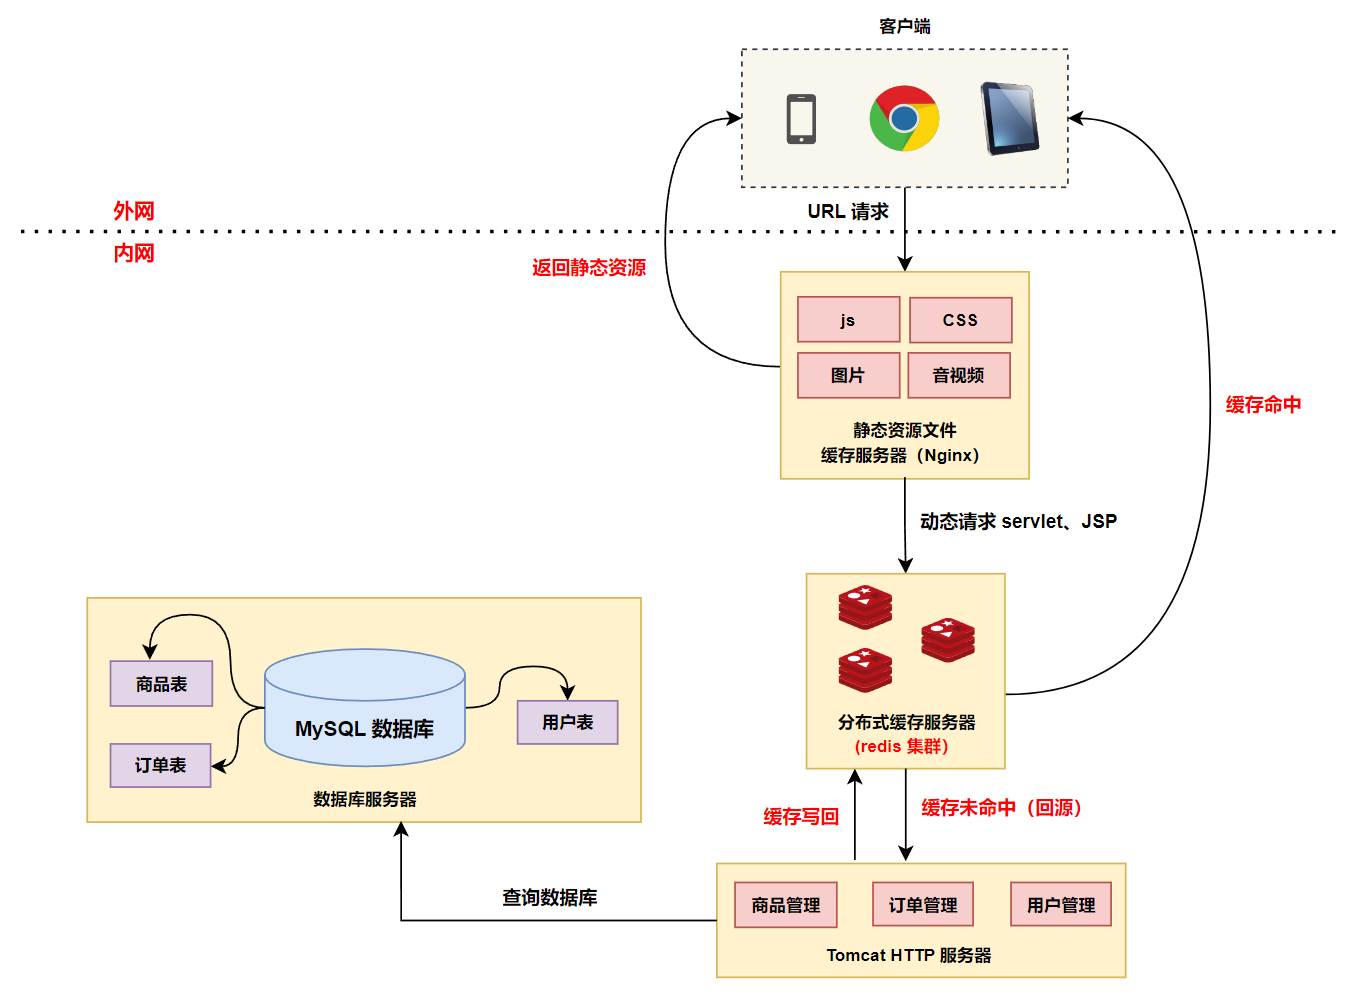 客户端
URL 请求
外网
内网
返回静态资源
js
CSS
图片
音视频
静态资源文件
缓存服务器（Nginx）
缓存命中
动态请求 servlet、JSP
分布式缓存服务器
(redis 集群）
商品表
订单表
MySQL 数据库
用户表
数据库服务器
缓存写回
缓存未命中（回源）
查询数据库
商品管理
订单管理
用户管理
Tomcat HTTP 服务器